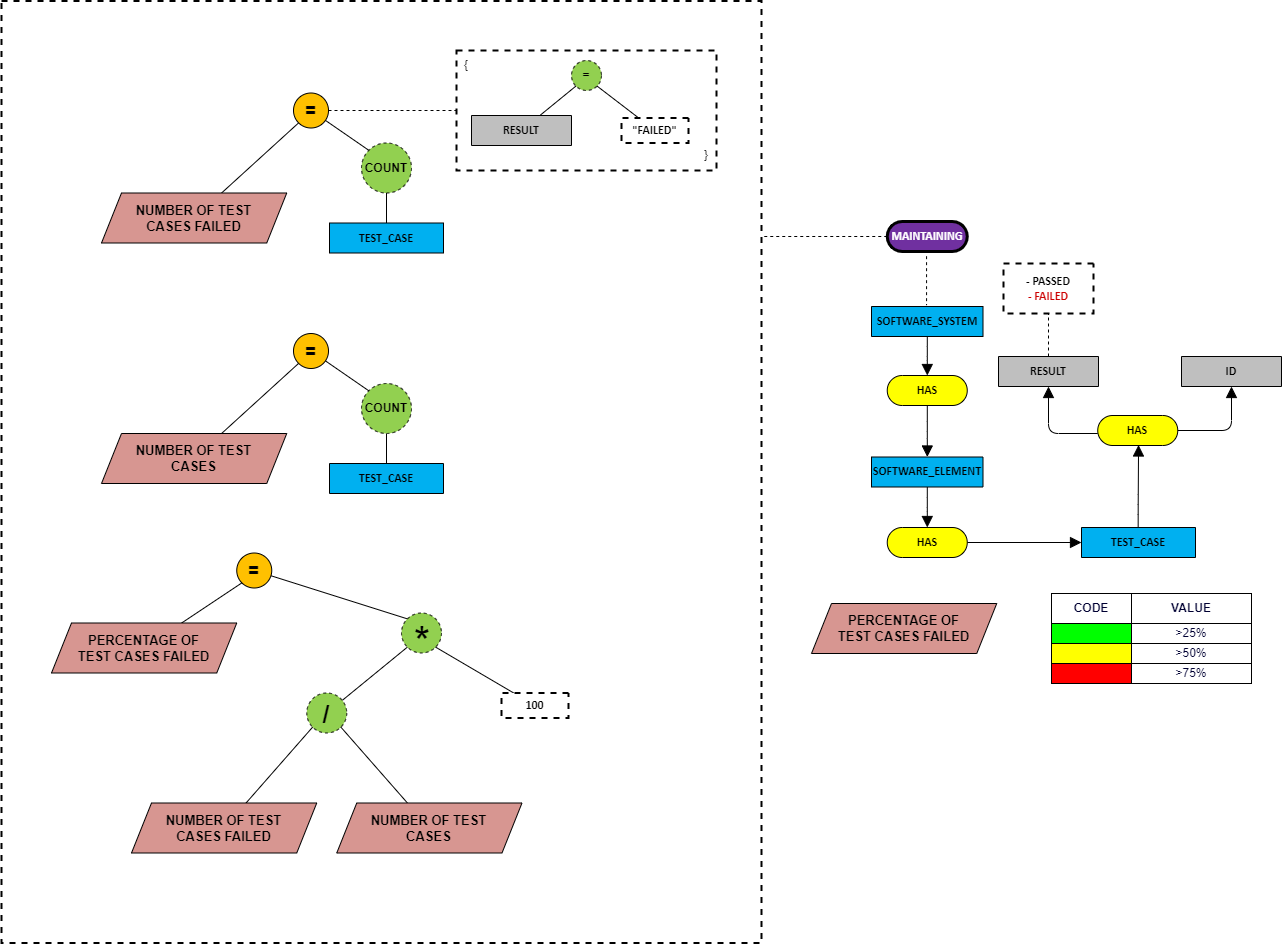 {
=
RESULT
"FAILED"
}
=
COUNT
NUMBER OF TEST
CASES FAILED
TEST_CASE
=
COUNT
NUMBER OF TEST
CASES
TEST_CASE
=
PERCENTAGE OF
TEST CASES FAILED
*
/
100
NUMBER OF TEST
CASES FAILED
NUMBER OF TEST
CASES
MAINTAINING
- PASSED
- FAILED
SOFTWARE_SYSTEM
RESULT
ID
HAS
HAS
SOFTWARE_ELEMENT
HAS
TEST_CASE
PERCENTAGE OF
TEST CASES FAILED
CODE VALUE
>25%
>50%
>75%